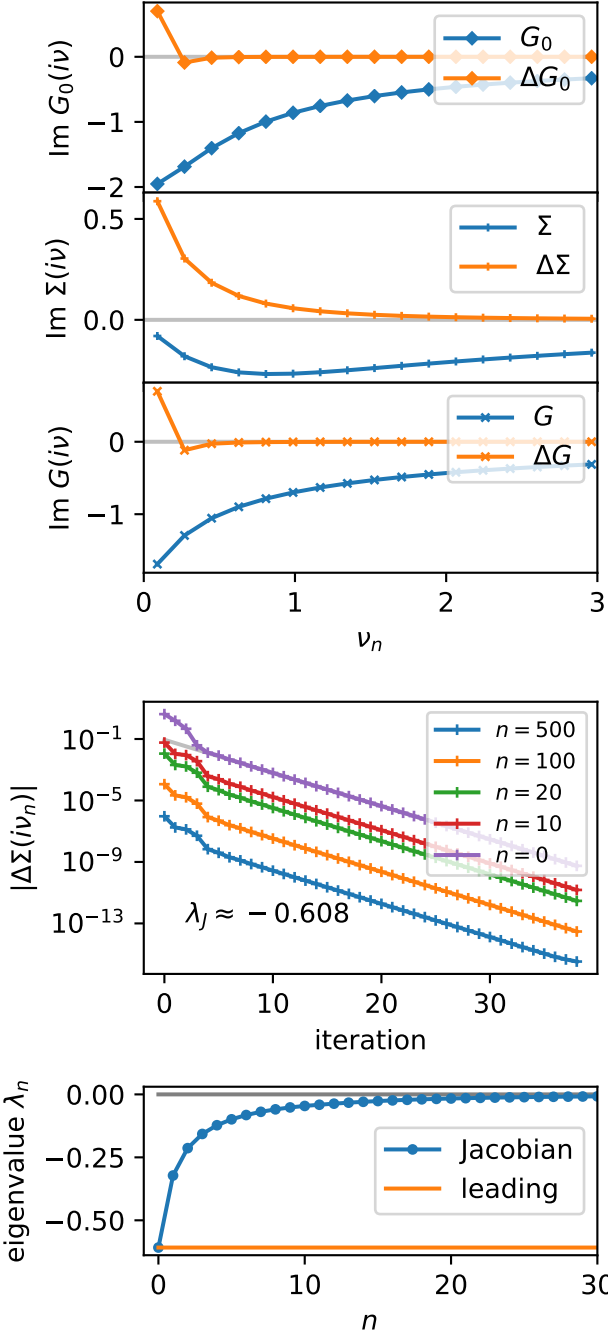 Im G₀(iν)
0
−1
−2
G₀
ΔG₀
Im Σ(iν)
0.5
0.0
Σ
ΔΣ
Im G(iν)
0
−1
G
ΔG
0 1 2 3
νₙ
|ΔΣ(iνₙ)|
10⁻¹
10⁻⁵
10⁻⁹
10⁻¹³
n = 500
n = 100
n = 20
n = 10
n = 0
λ_J ≈ −0.608
0 10 20 30
iteration
eigenvalue λₙ
0.00
−0.25
−0.50
Jacobian
leading
0 10 20 30
n